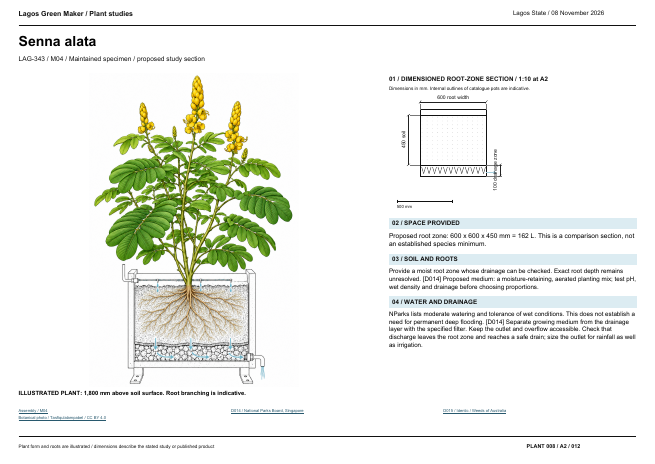 Lagos Green Maker / Plant studies
Lagos State / 08 November 2026
Senna alata
LAG-343 / M04 / Maintained specimen / proposed study section
01 / DIMENSIONED ROOT-ZONE SECTION / 1:10 at A2
Dimensions in mm. Internal outlines of catalogue pots are indicative.
600 root width
450 soil
100 drainage zone
500 mm
02 / SPACE PROVIDED
Proposed root zone: 600 x 600 x 450 mm = 162 L. This is a comparison section, not
an established species minimum.
03 / SOIL AND ROOTS
Provide a moist root zone whose drainage can be checked. Exact root depth remains
unresolved. [D014] Proposed medium: a moisture-retaining, aerated planting mix; test pH,
wet density and drainage before choosing proportions.
04 / WATER AND DRAINAGE
NParks lists moderate watering and tolerance of wet conditions. This does not establish a
need for permanent deep flooding. [D014] Separate growing medium from the drainage
layer with the specified filter. Keep the outlet and overflow accessible. Check that
discharge leaves the root zone and reaches a safe drain; size the outlet for rainfall as well
as irrigation.
ILLUSTRATED PLANT: 1,800 mm above soil surface. Root branching is indicative.
Assembly / M04
D014 / National Parks Board, Singapore
D015 / Identic / Weeds of Australia
Botanical photo / Tauʻolunga / CC BY 4.0
Plant form and roots are illustrated / dimensions describe the stated study or published product
PLANT 008 / A2 / 012